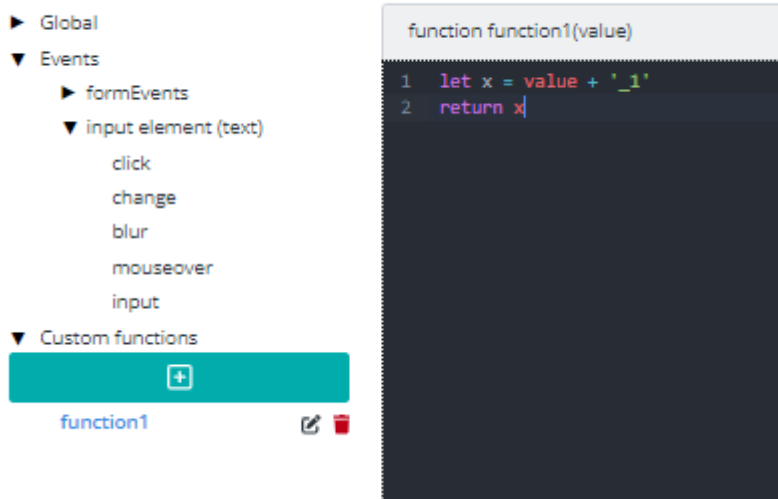 Global
Events
formEvents
input element (text)
click
change
blur
mouseover
input
Custom functions
function1
function function1(value)
1 let x = value + '_1'
2 return x